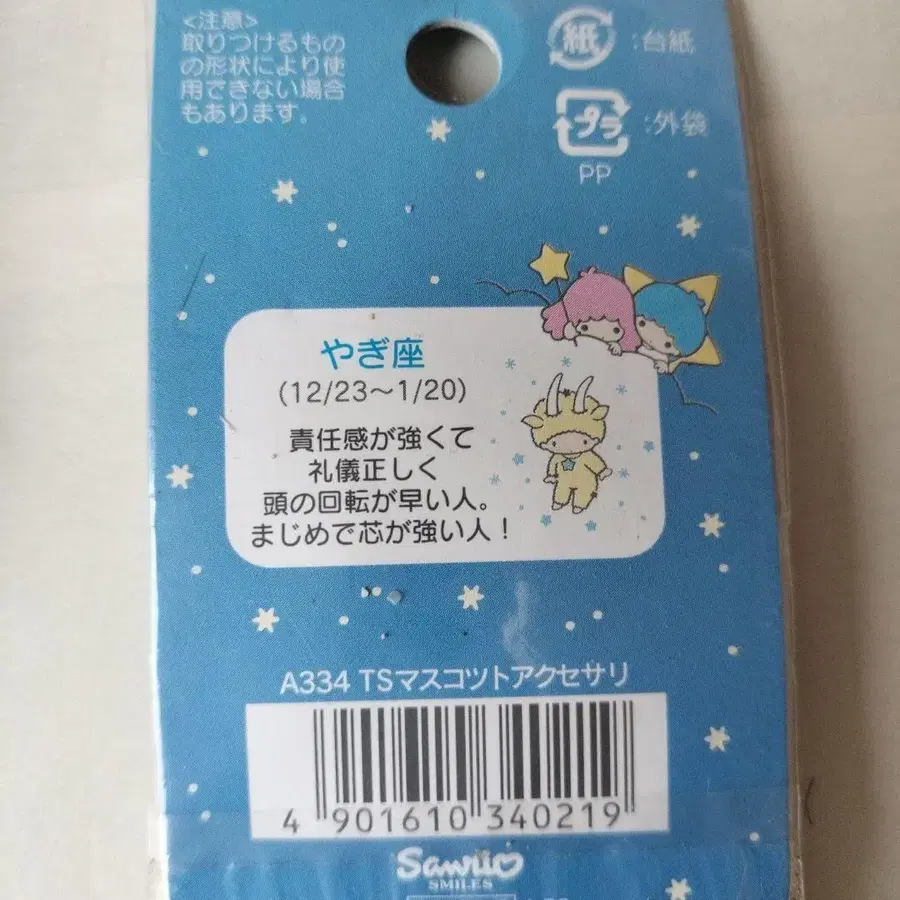 <注意>
取りつけるもの
の形状により使
用できない場合
もあります。
紙 :台紙
プラ :外袋
PP
やぎ座
(12/23～1/20)
責任感が強くて
礼儀正しく
頭の回転が早い人。
まじめで芯が強い人！
A334 TSマスコツトアクセサリ
4 901610 340219
Sanrio
SMILES